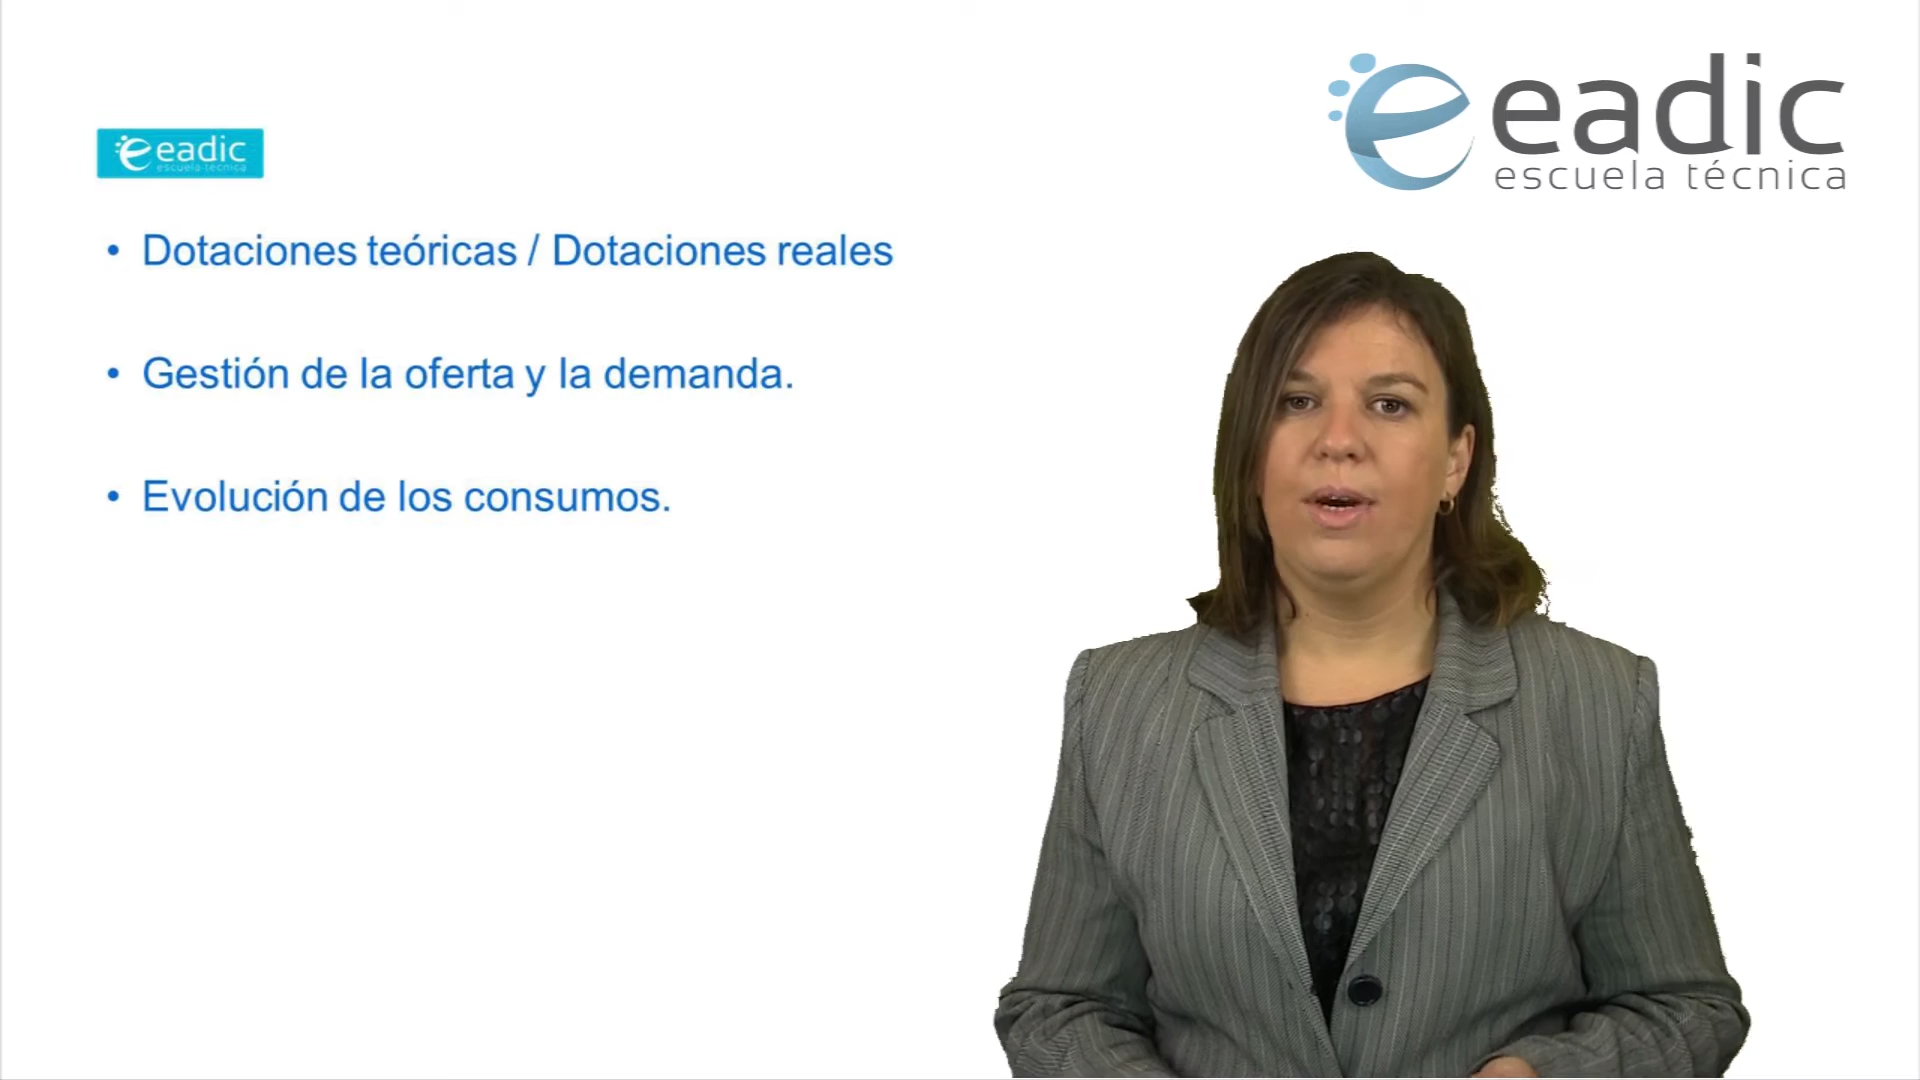 eadic
escuela técnica
eadic
escuela técnica
• Dotaciones teóricas / Dotaciones reales
• Gestión de la oferta y la demanda.
• Evolución de los consumos.